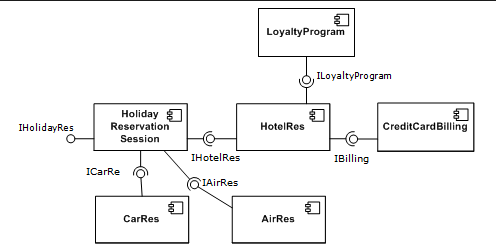 LoyaltyProgram
ILoyaltyProgram
Holiday
Reservation
Session
HotelRes
CreditCardBilling
IHolidayRes
IHotelRes
IBilling
ICarRe
IAirRes
CarRes
AirRes